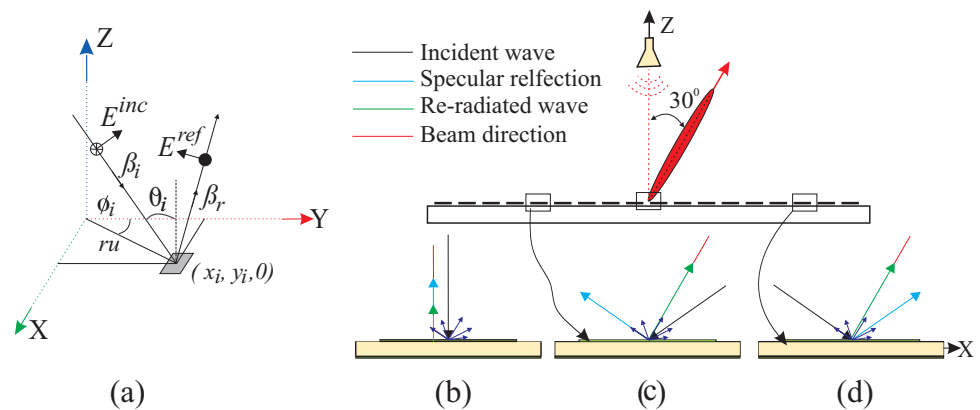 Z
E^inc
E^ref
β_i
θ_i
β_r
ϕ_i
ru
Y
(x_i, y_i,0)
X
(a)
Incident wave
Specular relfection
Re-radiated wave
Beam direction
Z
30^0
X
(b)
(c)
(d)